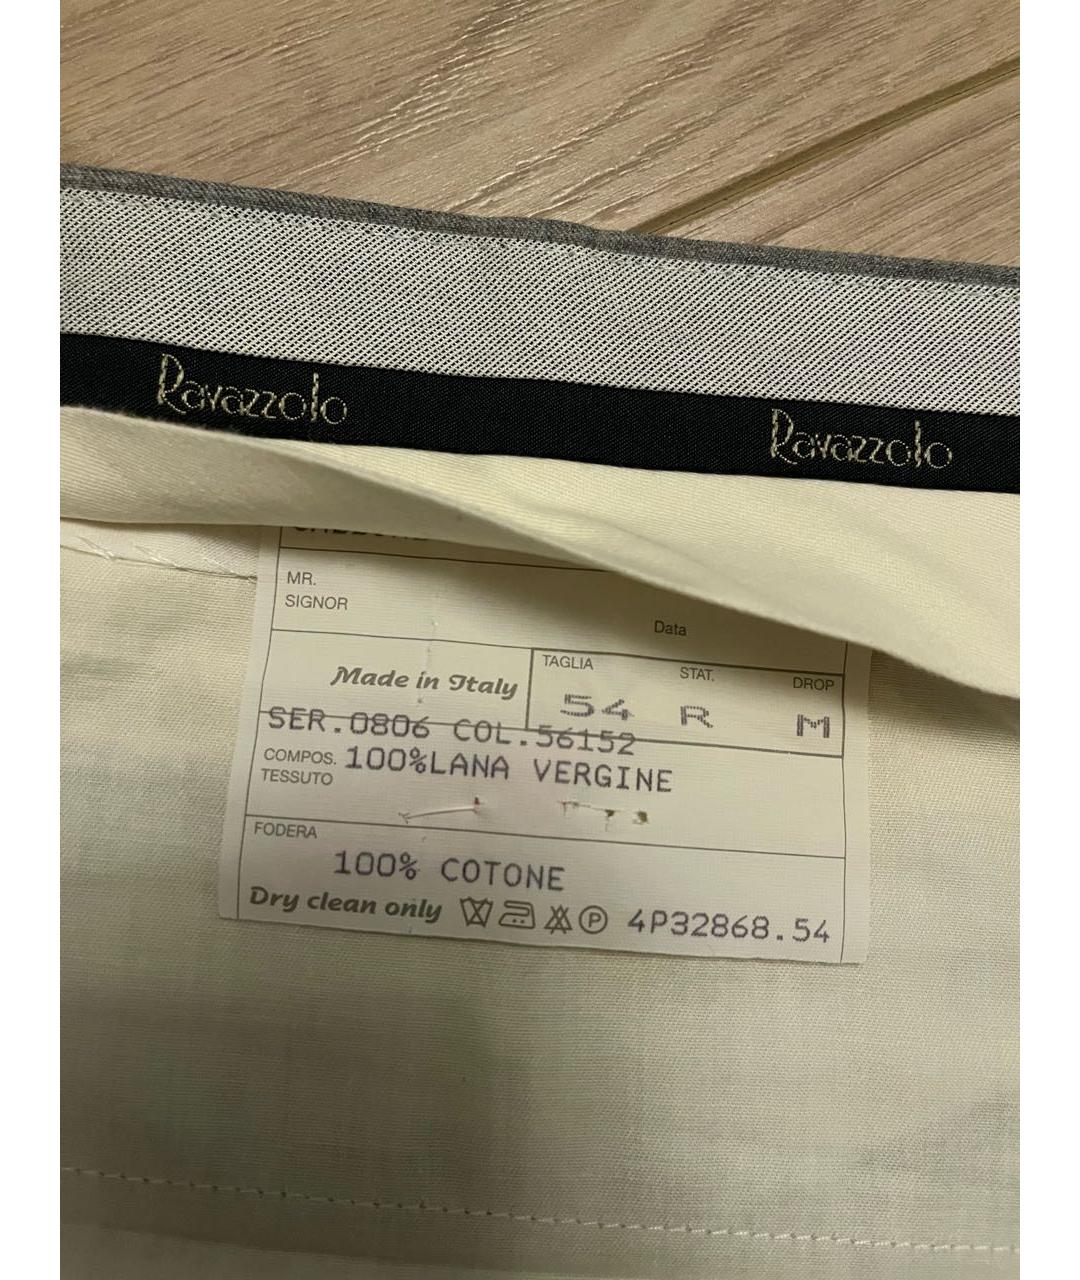 Ravazzolo
Ravazzolo
MR.
SIGNOR
Data
Made in Italy
TAGLIA STAT. DROP
54 R M
SER.0806 COL.56152
COMPOS. 100%LANA VERGINE
TESSUTO
FODERA
100% COTONE
Dry clean only P 4P32868.54